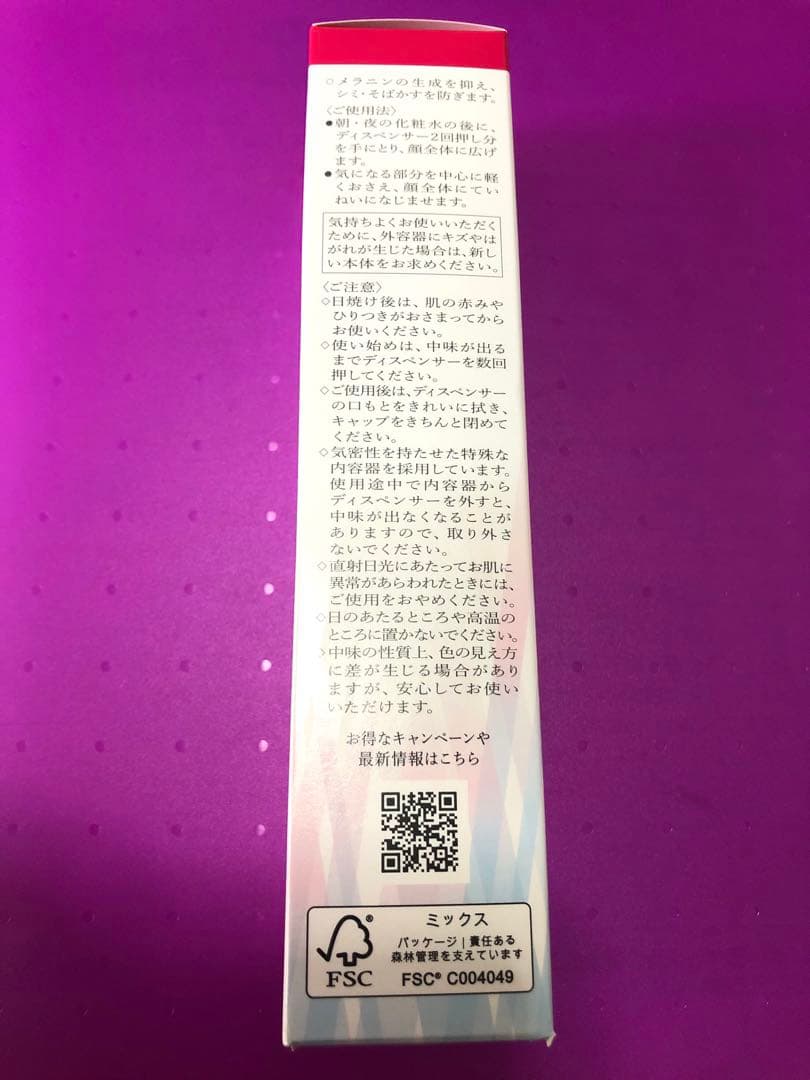 ○メラニンの生成を抑え、
シミ・そばかすを防ぎます。
〈ご使用法〉
●朝・夜の化粧水の後に、
ディスペンサー2回押し分
を手にとり、顔全体に広げ
ます。
●気になる部分を中心に軽
くおさえ、顔全体にてい
ねいになじませます。
気持ちよくお使いいただく
ために、外容器にキズやは
がれが生じた場合は、新し
い本体をお求めください。
〈ご注意〉
◇日焼け後は、肌の赤みや
ひりつきがおさまってから
お使いください。
◇使い始めは、中味が出る
までディスペンサーを数回
押してください。
◇ご使用後は、ディスペンサー
の口もとをきれいに拭き、
キャップをきちんと閉めて
ください。
◇気密性を持たせた特殊な
内容器を採用しています。
使用途中で内容器から
ディスペンサーを外すと、
中味が出なくなることが
ありますので、取り外さ
ないでください。
◇直射日光にあたってお肌に
異常があらわれたときには、
ご使用をおやめください。
◇日のあたるところや高温の
ところに置かないでください。
◇中味の性質上、色の見え方
に差が生じる場合があり
ますが、安心してお使い
いただけます。
お得なキャンペーンや
最新情報はこちら
ミックス
パッケージ|責任ある
森林管理を支えています
FSC® C004049
®
FSC